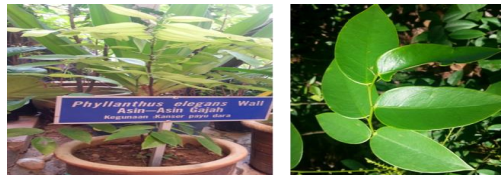 Phyllanthus elegans Wall
Asin—Asin Gajah
Kegunaan :Kanser payu dara